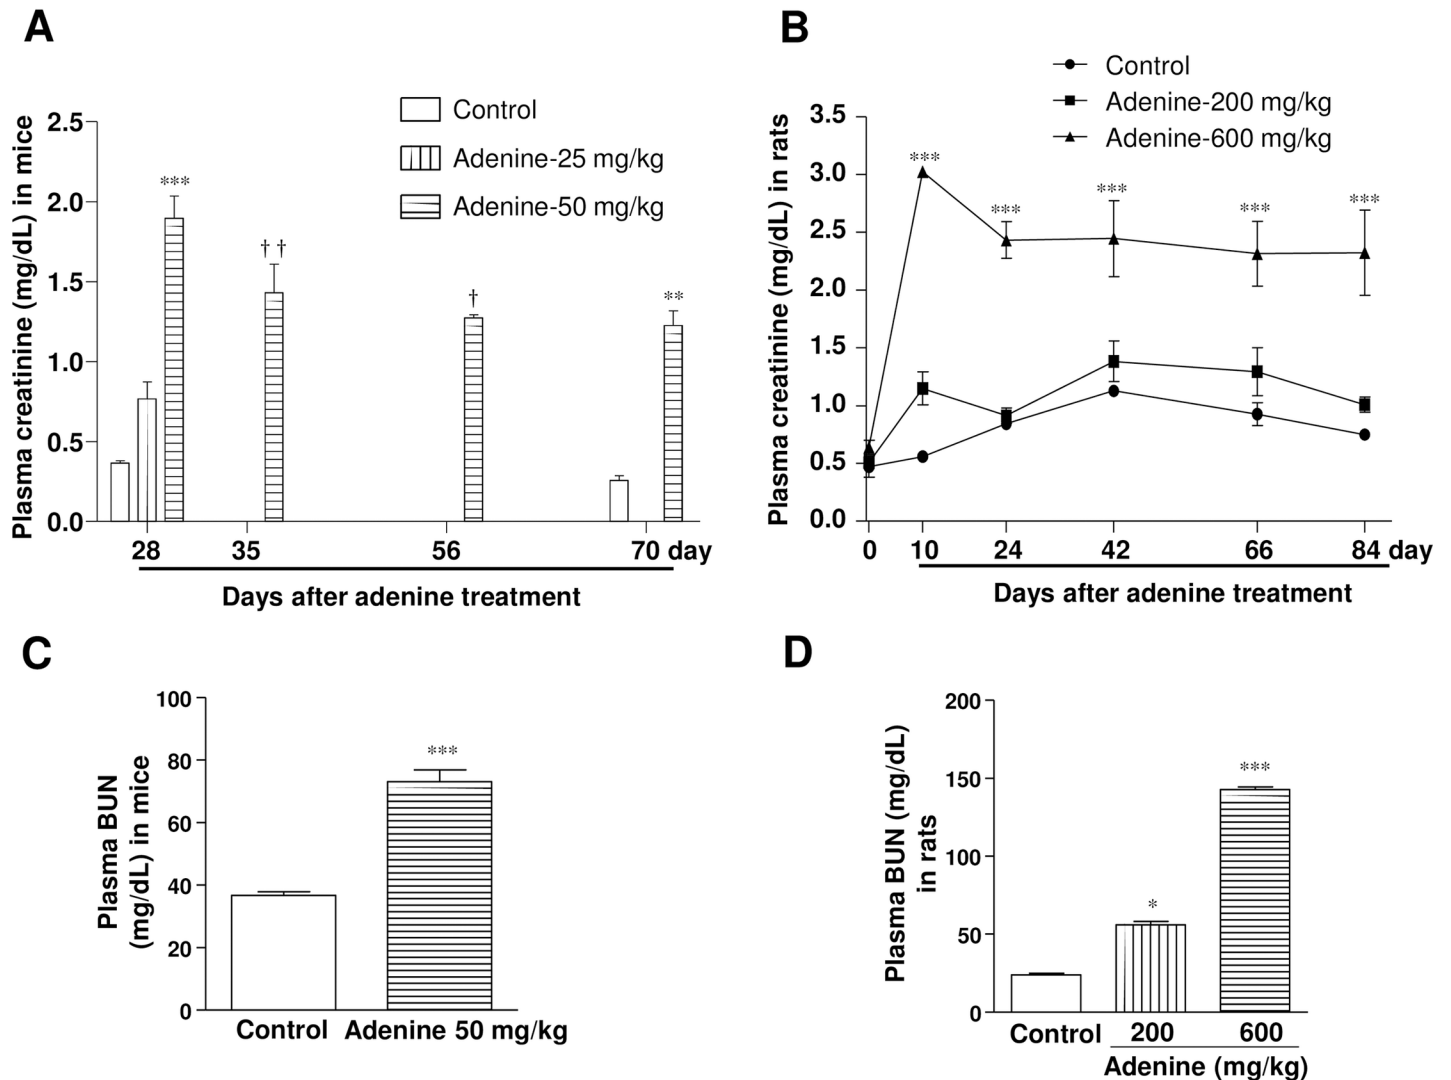 A
Control
Adenine-25 mg/kg
Adenine-50 mg/kg
Plasma creatinine (mg/dL) in mice
2.5
2.0
1.5
1.0
0.5
0.0
***
† †
†
**
28 35 56 70 day
Days after adenine treatment
B
Control
Adenine-200 mg/kg
Adenine-600 mg/kg
Plasma creatinine (mg/dL) in rats
3.5
3.0
2.5
2.0
1.5
1.0
0.5
0.0
***
***
***
***
***
0 10 24 42 66 84 day
Days after adenine treatment
C
Plasma BUN
(mg/dL) in mice
100
80
60
40
20
0
***
Control Adenine 50 mg/kg
D
Plasma BUN (mg/dL)
in rats
200
150
100
50
0
*
***
Control 200 600
Adenine (mg/kg)